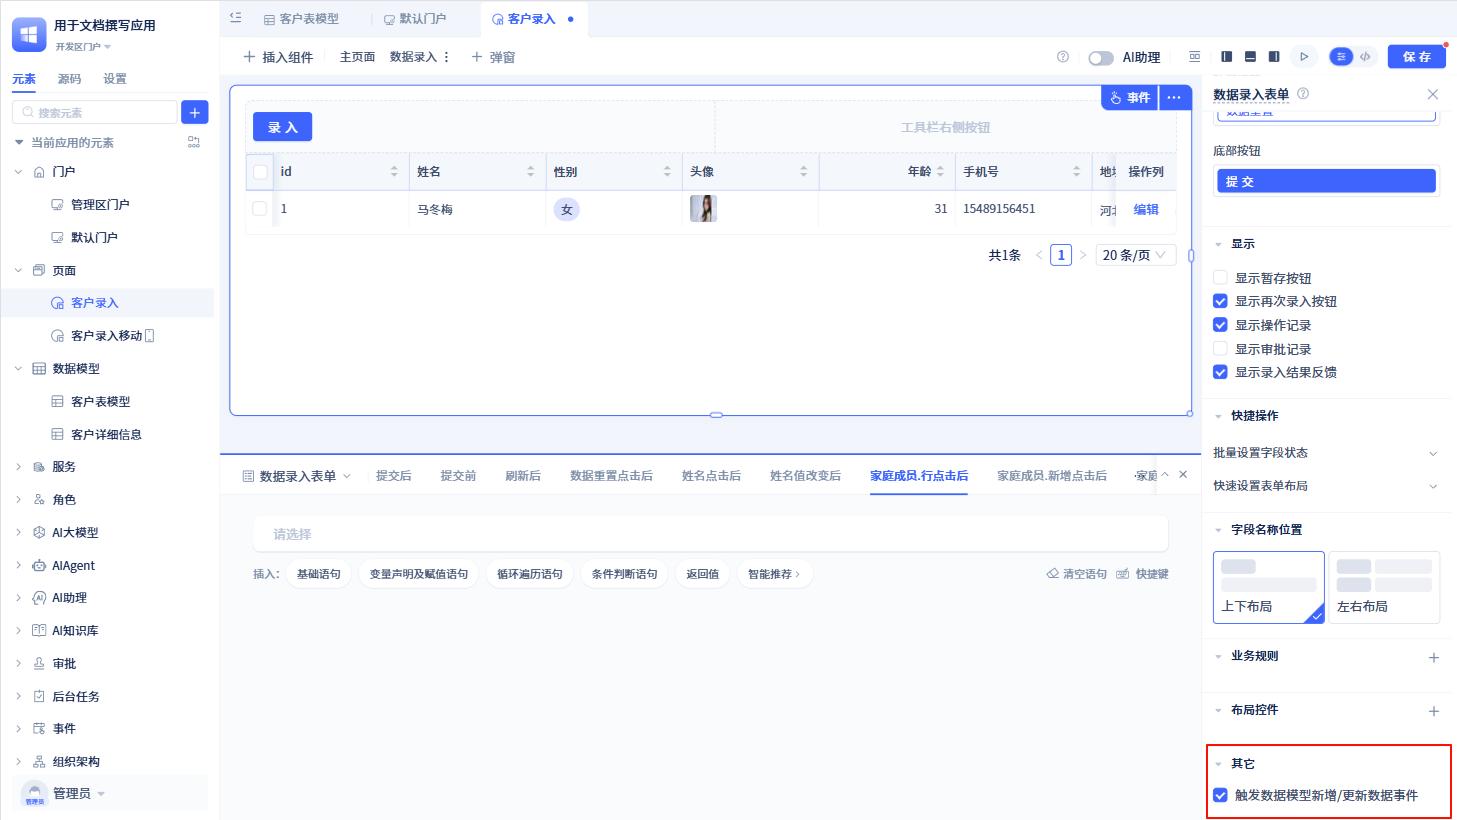 用于文档撰写应用
开发区门户
元素 源码 设置
搜索元素
当前应用的元素
门户
管理区门户
默认门户
页面
客户录入
客户录入移动
数据模型
客户表模型
客户详细信息
服务
角色
AI大模型
AIAgent
AI助理
AI知识库
审批
后台任务
事件
组织架构
管理员
管理员
客户表模型 默认门户 客户录入
插入组件 主页面 数据录入 弹窗
AI助理 保存
事件
录入 工具栏右侧按钮
id 姓名 性别 头像 年龄 手机号 操作列
1 马冬梅 女 31 15489156451 编辑
共1条 1 20 条/页
数据录入表单 提交后 提交前 刷新后 数据重置点击后 姓名点击后 姓名值改变后 家庭成员.行点击后 家庭成员.新增点击后 家庭
请选择
插入： 基础语句 变量声明及赋值语句 循环遍历语句 条件判断语句 返回值 智能推荐 清空语句 快捷键
数据录入表单
数据重置
底部按钮
提交
显示
显示暂存按钮
显示再次录入按钮
显示操作记录
显示审批记录
显示录入结果反馈
快捷操作
批量设置字段状态
快速设置表单布局
字段名称位置
上下布局 左右布局
业务规则
布局控件
其它
触发数据模型新增/更新数据事件